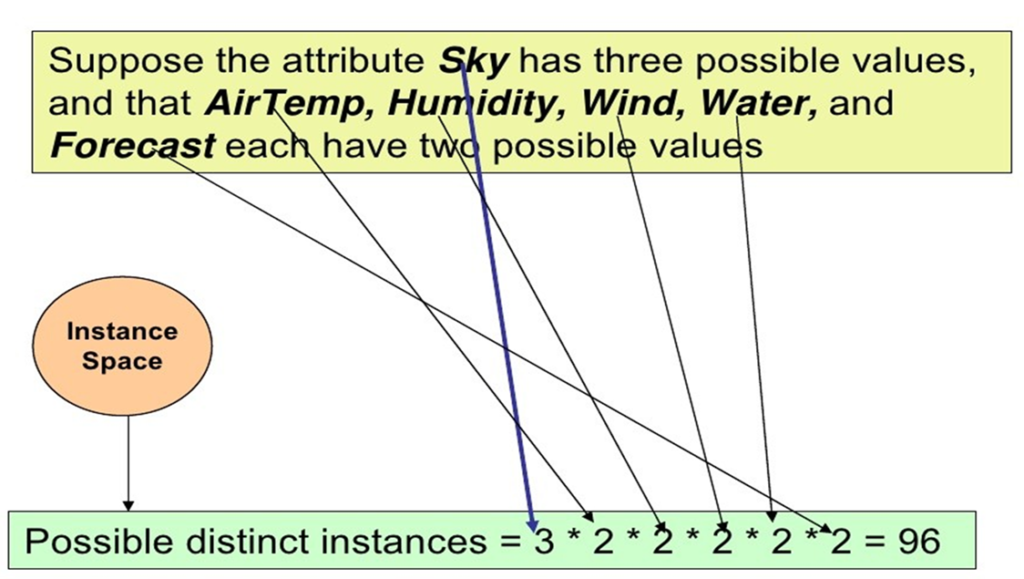 Suppose the attribute Sky has three possible values,
and that AirTemp, Humidity, Wind, Water, and
Forecast each have two possible values
Instance
Space
Possible distinct instances = 3 * 2 * 2 * 2 * 2 * 2 = 96